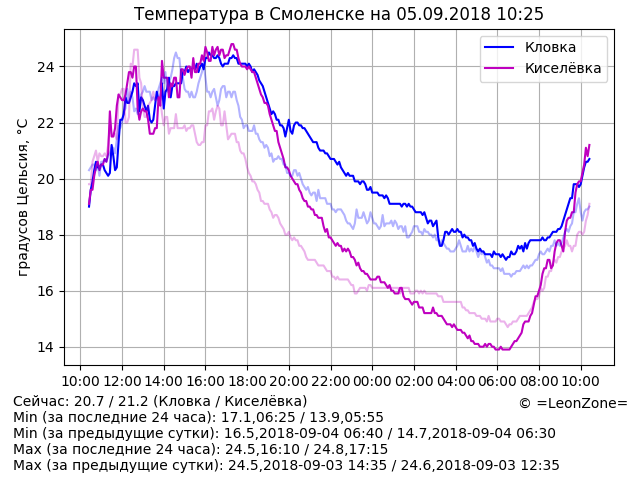 Температура в Смоленске на 05.09.2018 10:25
Кловка
Киселёвка
градусов Цельсия, °C
24
22
20
18
16
14
10:00 12:00 14:00 16:00 18:00 20:00 22:00 00:00 02:00 04:00 06:00 08:00 10:00
Сейчас: 20.7 / 21.2 (Кловка / Киселёвка)
© =LeonZone=
Min (за последние 24 часа): 17.1,06:25 / 13.9,05:55
Min (за предыдущие сутки): 16.5,2018-09-04 06:40 / 14.7,2018-09-04 06:30
Max (за последние 24 часа): 24.5,16:10 / 24.8,17:15
Max (за предыдущие сутки): 24.5,2018-09-03 14:35 / 24.6,2018-09-03 12:35